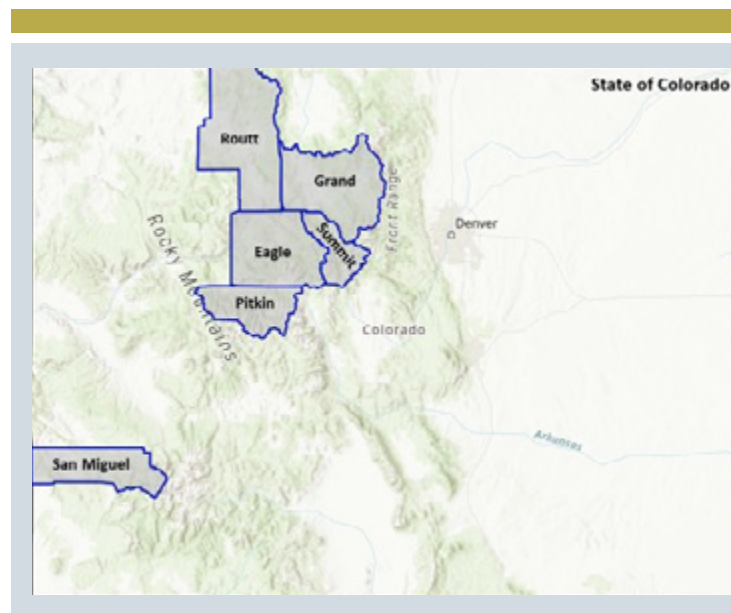 State of Colorado
Routt
Grand
Front Range
Summit
Denver
Eagle
Rocky Mountains
Pitkin
Colorado
Arkansas
San Miguel